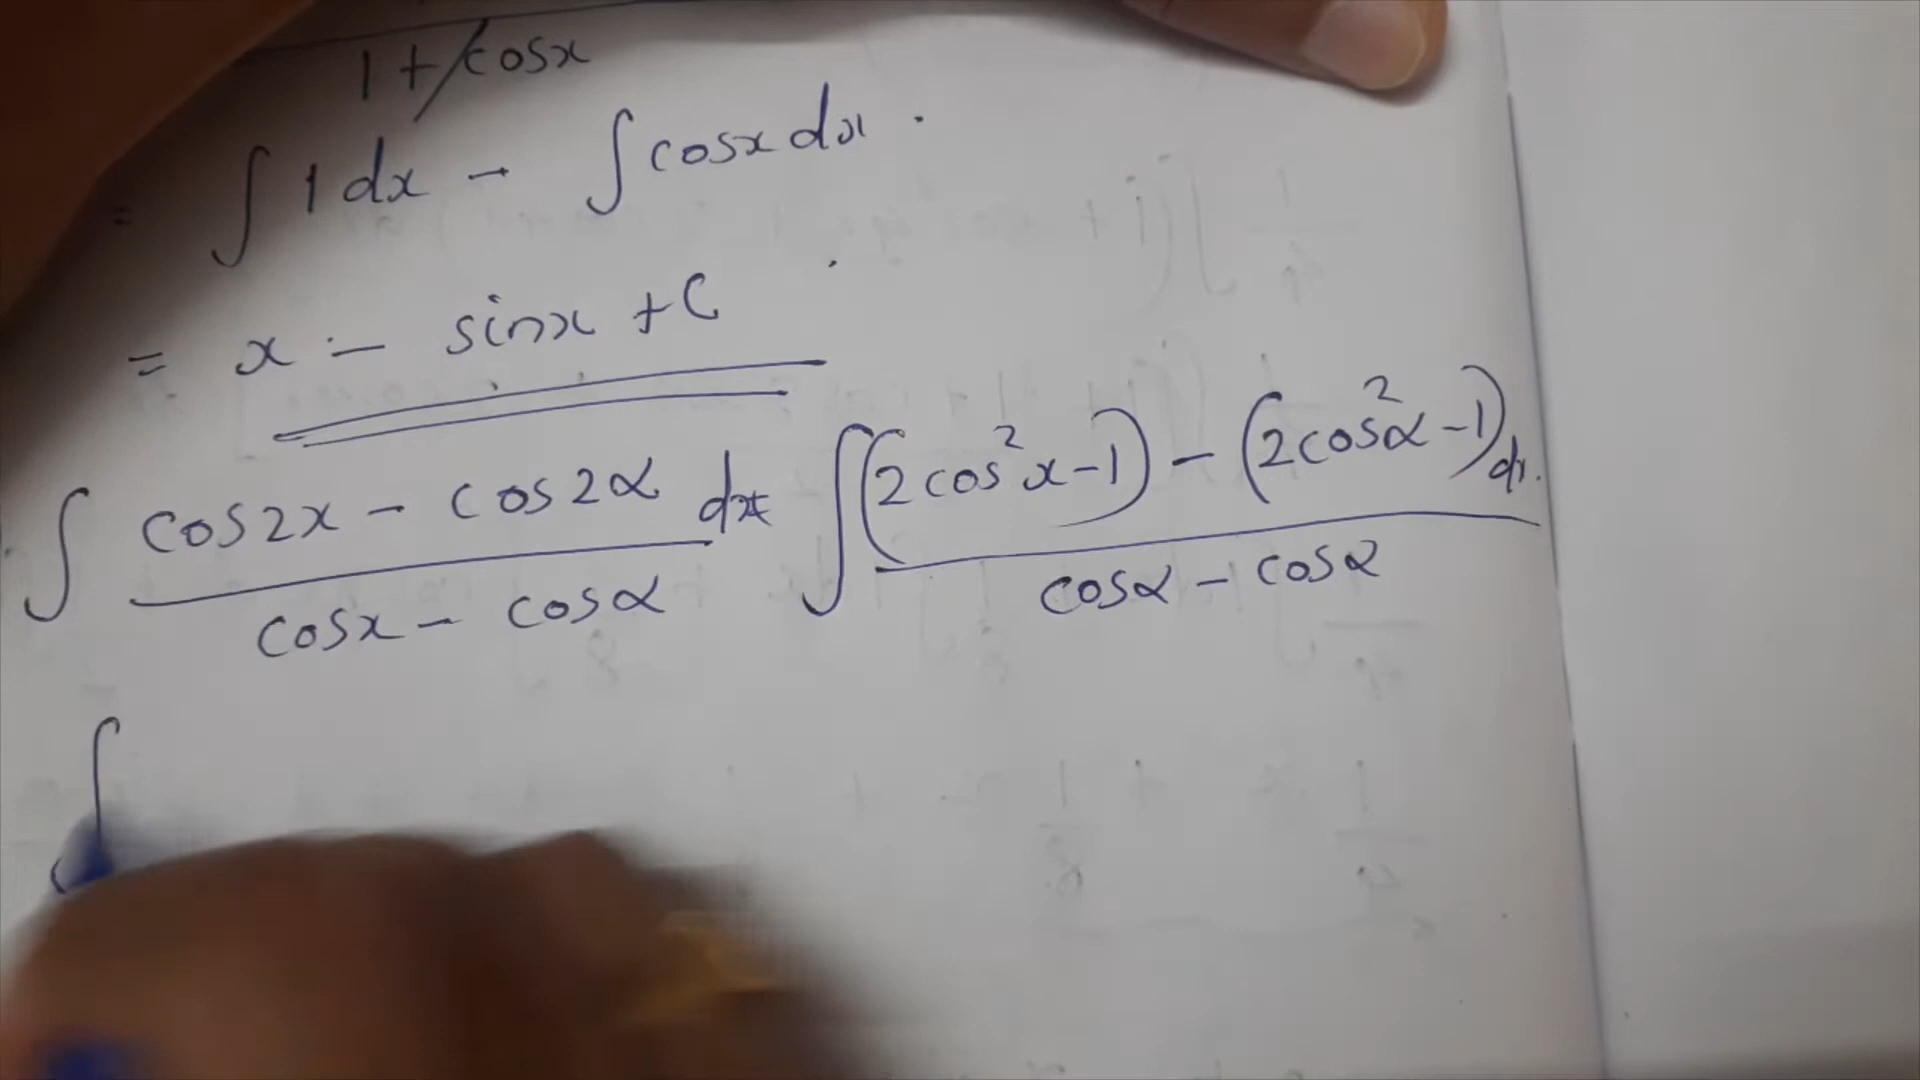 1 + cosx
= ∫ 1 dx - ∫ cosx dx .
= x - sinx + C
∫ (cos2x - cos2α)/(cosx - cosα) dx ∫ ((2cos²x-1) - (2cos²α-1))/(cosα - cosα) dx.
∫